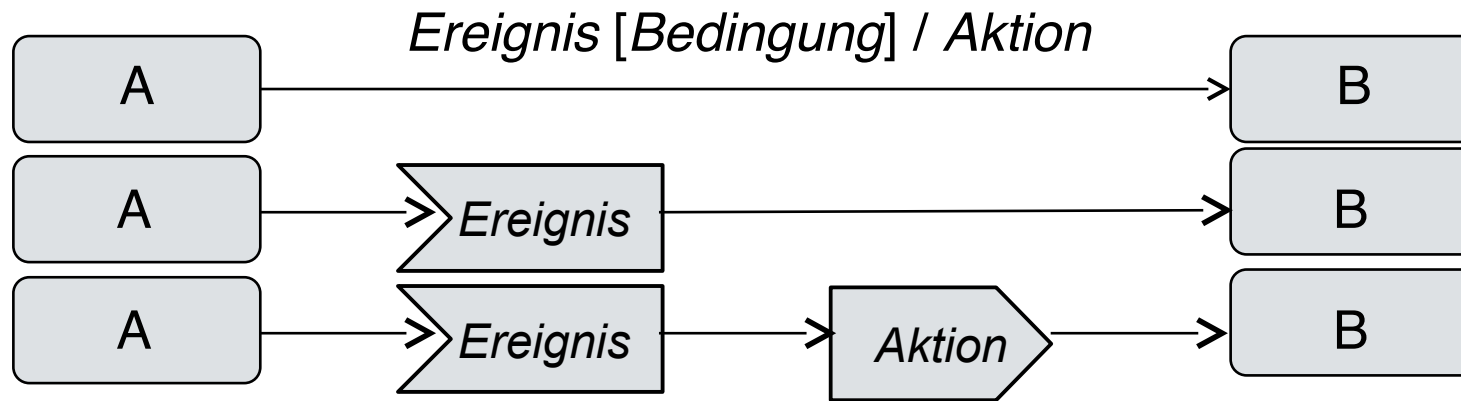 Ereignis [Bedingung] / Aktion
A B
A Ereignis B
A Ereignis Aktion B